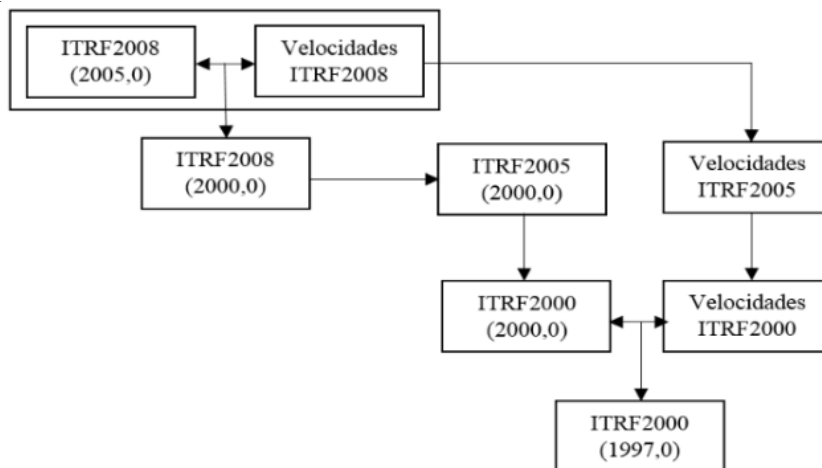 ITRF2008
(2005,0)
Velocidades
ITRF2008
ITRF2008
(2000,0)
ITRF2005
(2000,0)
Velocidades
ITRF2005
ITRF2000
(2000,0)
Velocidades
ITRF2000
ITRF2000
(1997,0)